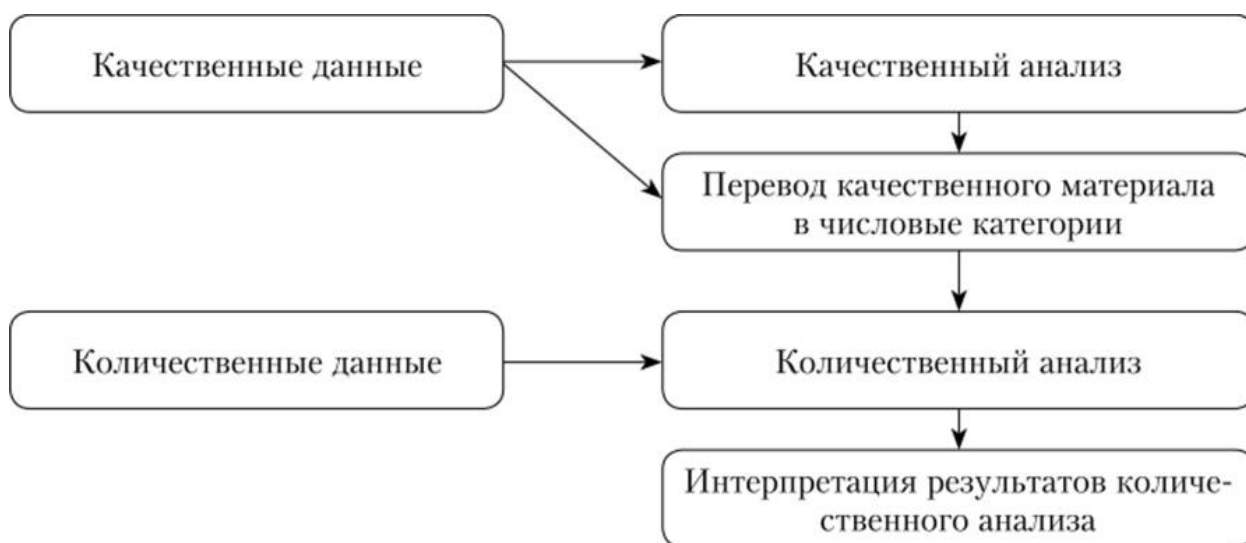 Качественные данные
Качественный анализ
Перевод качественного материала
в числовые категории
Количественные данные
Количественный анализ
Интерпретация результатов количе-
ственного анализа